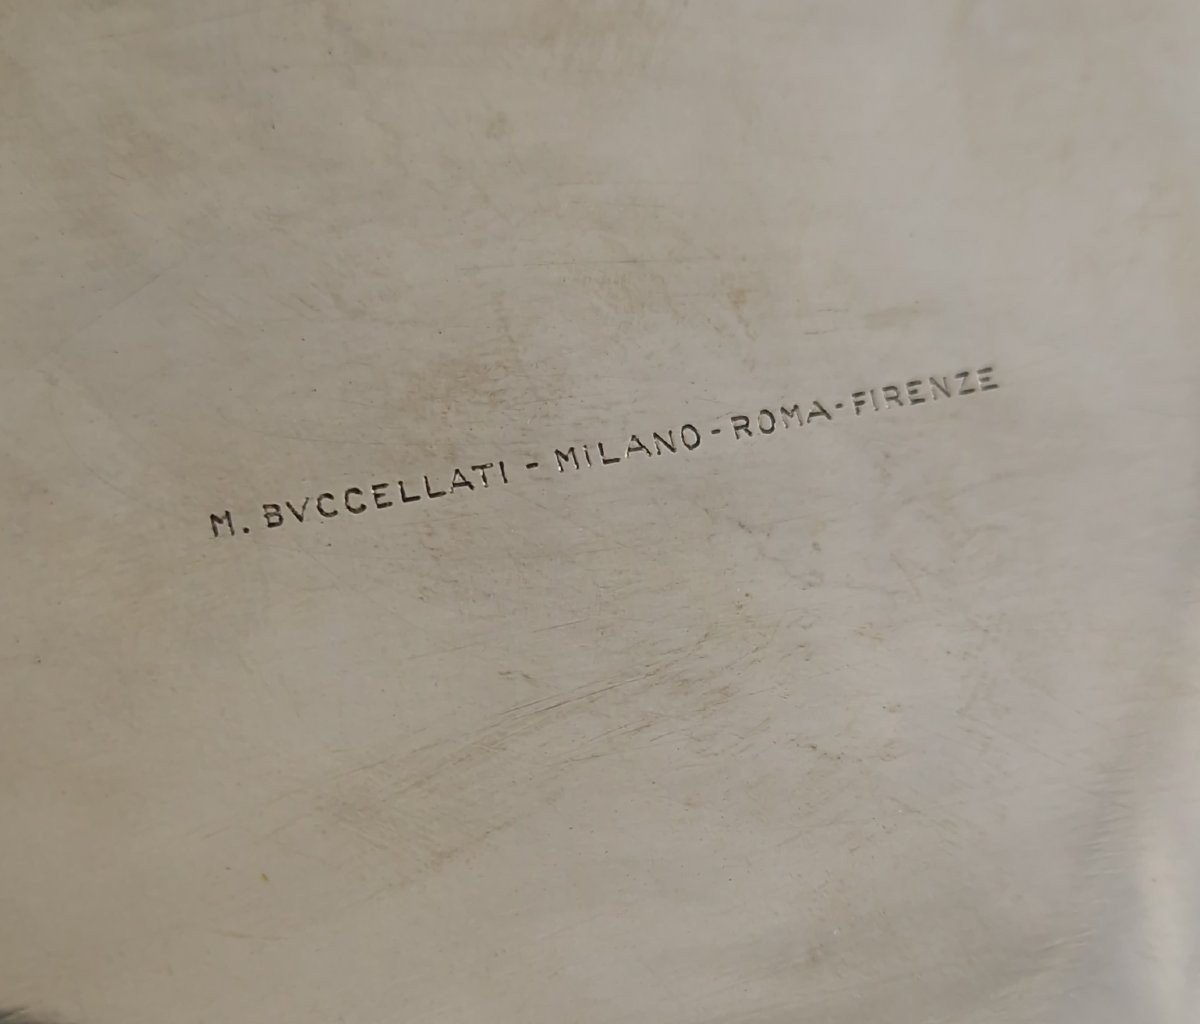 M. BVCCELLATI - MILANO - ROMA - FIRENZE